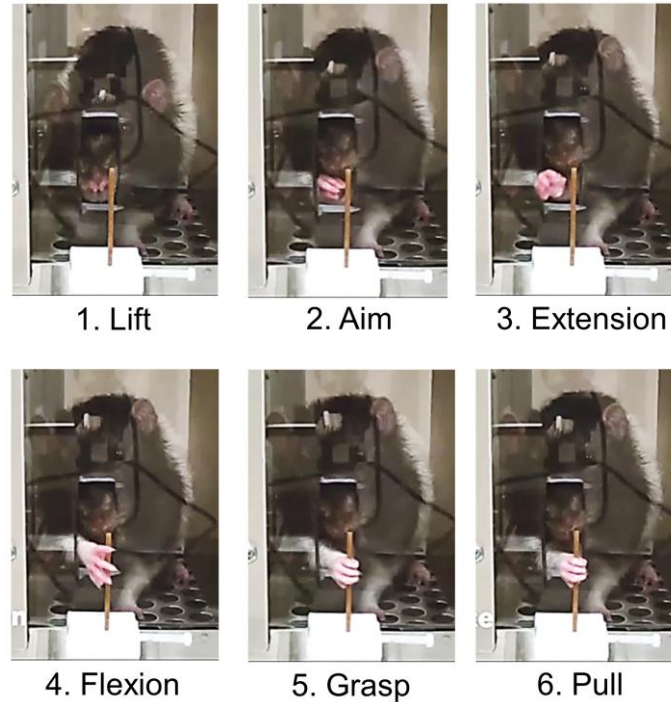 1. Lift
2. Aim
3. Extension
n
4. Flexion
5. Grasp
e
6. Pull